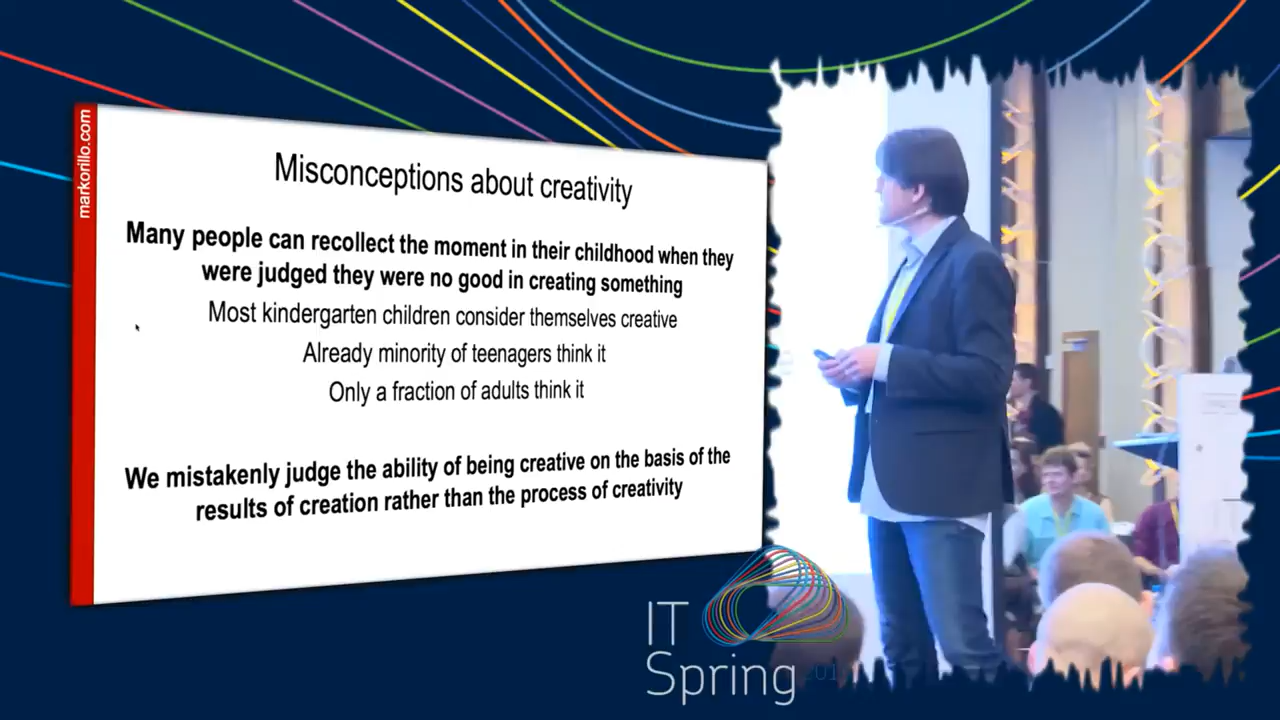 markorillo.com
Misconceptions about creativity
Many people can recollect the moment in their childhood when they
were judged they were no good in creating something
Most kindergarten children consider themselves creative
Already minority of teenagers think it
Only a fraction of adults think it
We mistakenly judge the ability of being creative on the basis of the
results of creation rather than the process of creativity
IT
Spring